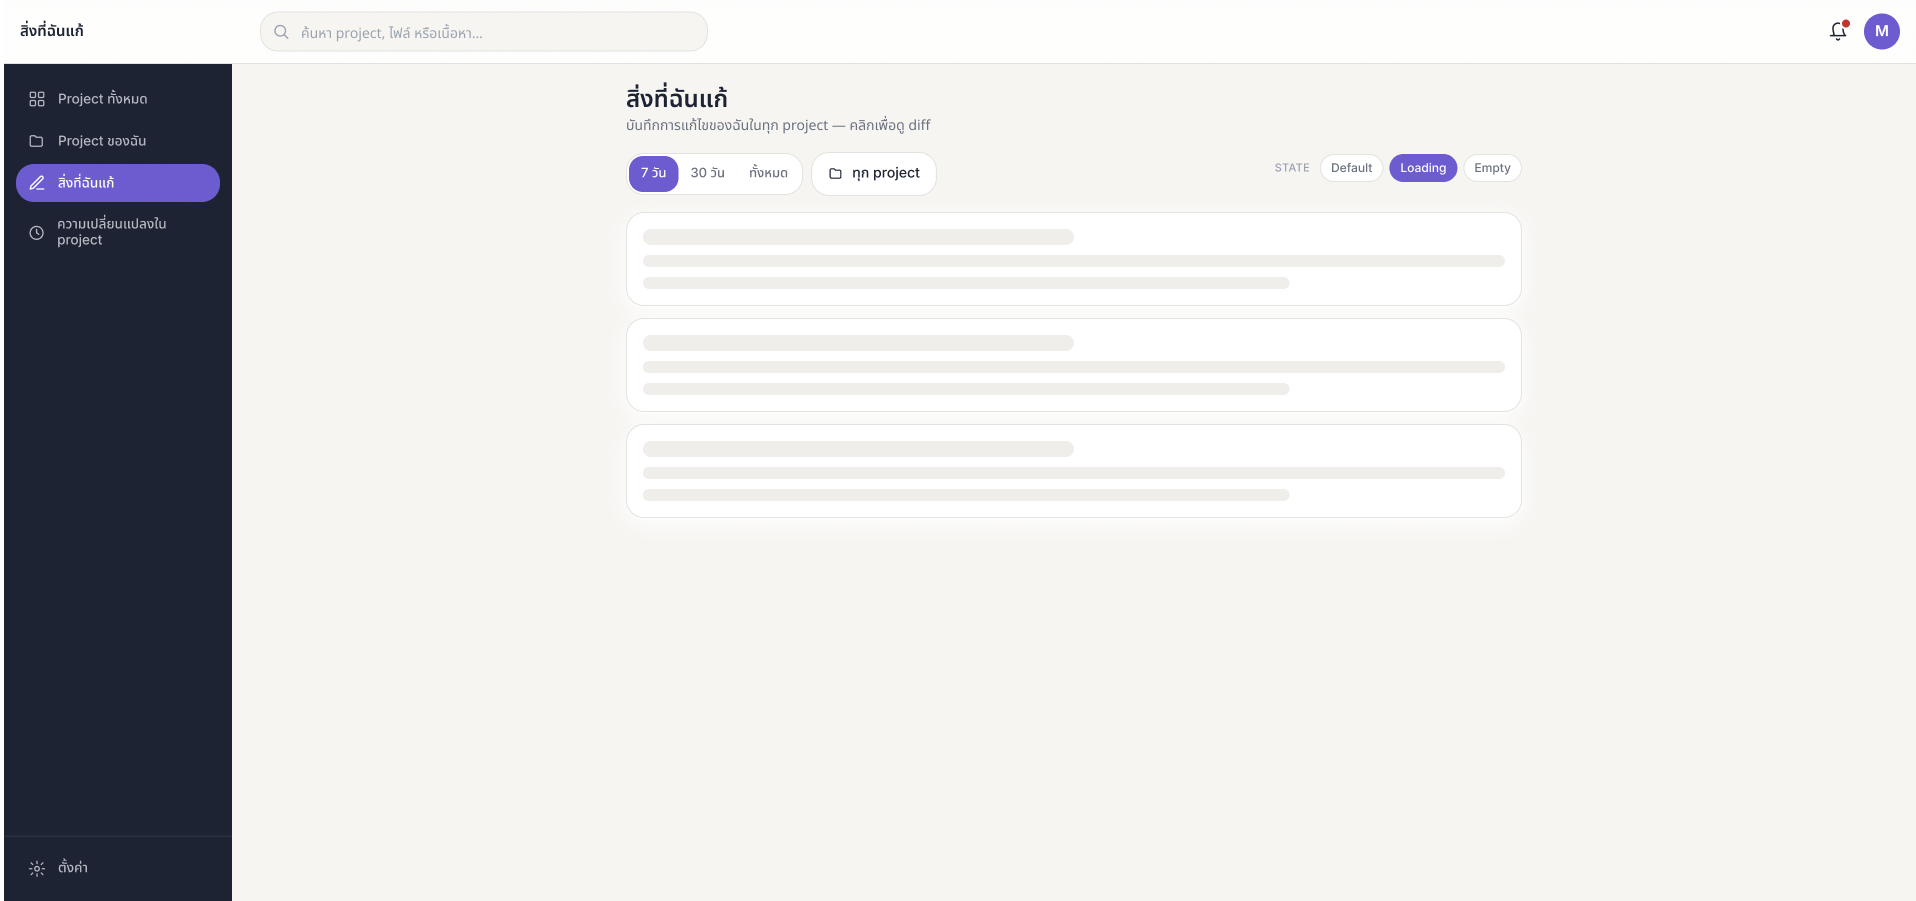 สิ่งที่ฉันแก้
ค้นหา project, ไฟล์ หรือเนื้อหา...
M
Project ทั้งหมด
Project ของฉัน
สิ่งที่ฉันแก้
ความเปลี่ยนแปลงใน
project
ตั้งค่า
สิ่งที่ฉันแก้
บันทึกการแก้ไขของฉันในทุก project — คลิกเพื่อดู diff
7 วัน 30 วัน ทั้งหมด ทุก project STATE Default Loading Empty